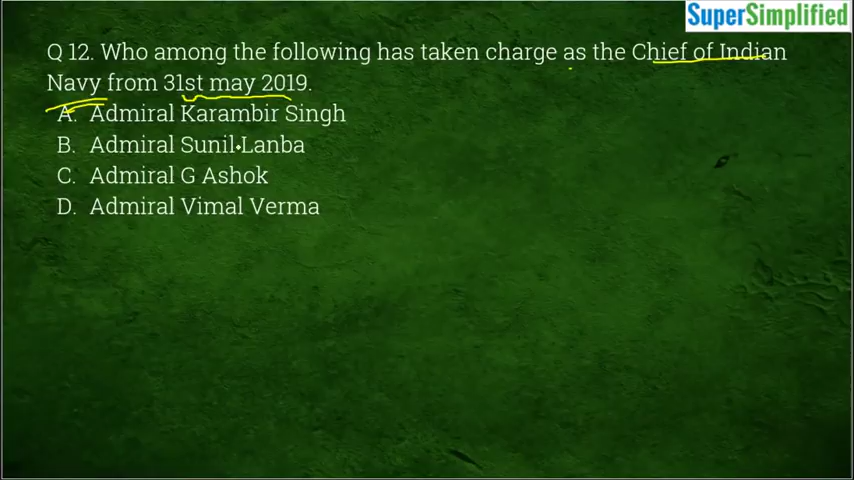 SuperSimplified
Q 12. Who among the following has taken charge as the Chief of Indian
Navy from 31st may 2019.
A. Admiral Karambir Singh
B. Admiral Sunil Lanba
C. Admiral G Ashok
D. Admiral Vimal Verma